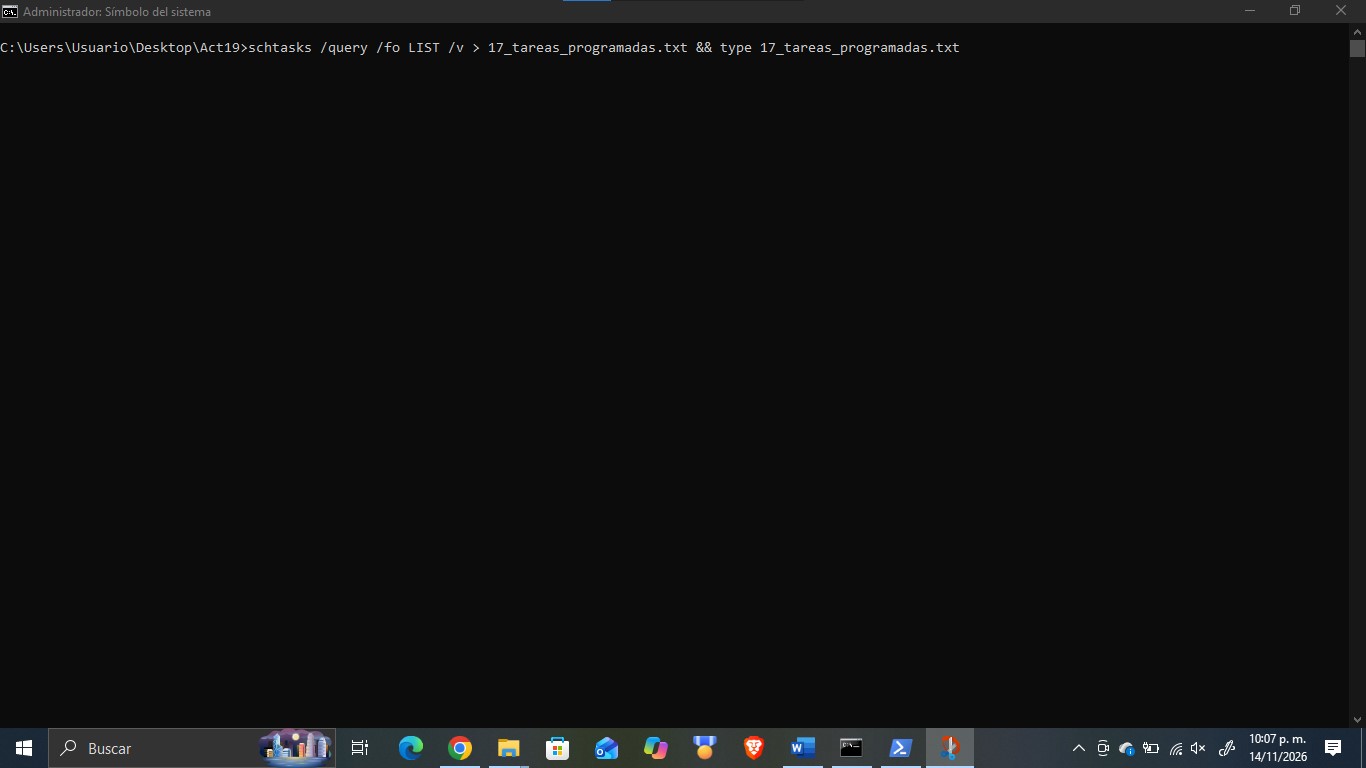 Administrador: Símbolo del sistema
C:\Users\Usuario\Desktop\Act19>schtasks /query /fo LIST /v > 17_tareas_programadas.txt && type 17_tareas_programadas.txt
Buscar
10:07 p. m.
14/11/2026